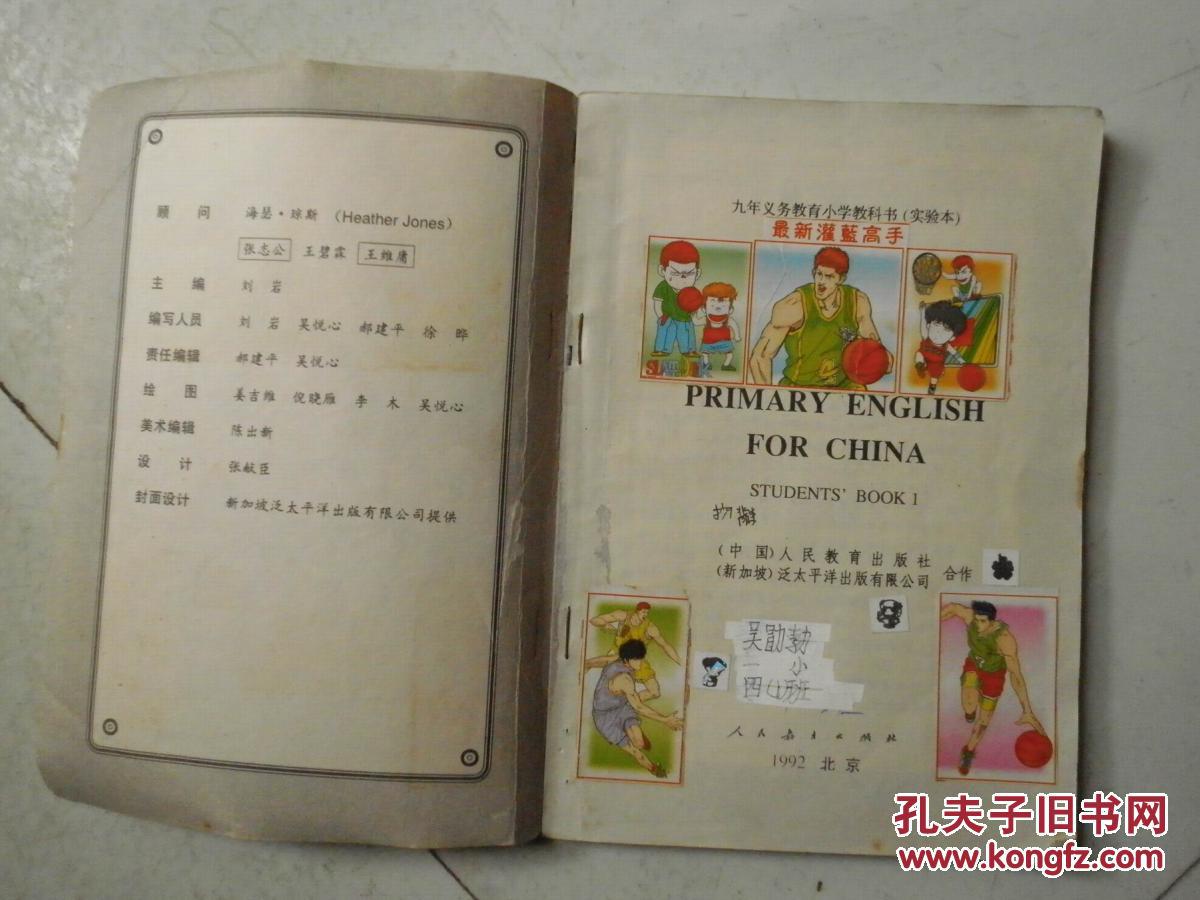 顾 问 海瑟·琼斯 (Heather Jones)
张志公 王碧霖 王维庸
主 编 刘 岩
编写人员 刘 岩 吴悦心 郝建平 徐 晔
责任编辑 郝建平 吴悦心
绘 图 姜吉维 倪晓雁 李 木 吴悦心
美术编辑 陈出新
设 计 张献臣
封面设计 新加坡泛太平洋出版有限公司提供
九年义务教育小学教科书(实验本)
最新灌籃高手
PRIMARY ENGLISH
FOR CHINA
STUDENTS' BOOK 1
(中 国)人民教育出版社
(新加坡)泛太平洋出版有限公司 合作
一 小
人民教育出版社
1992 北京
孔夫子旧书网
www.kongfz.com